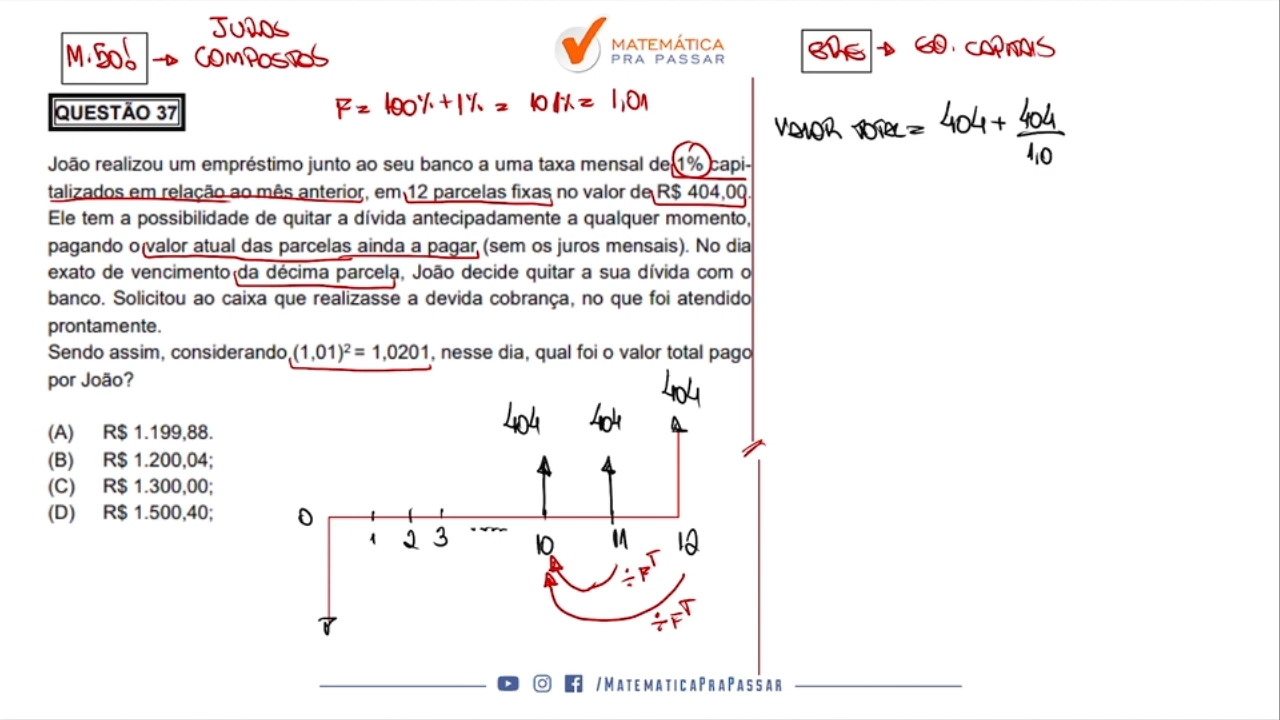 M.50! → JUROS COMPOSTOS
MATEMÁTICA
PRA PASSAR
→ EQ. CAPITAIS
QUESTÃO 37
F = 100% + 1% = 101% = 1,01
VALOR TOTAL = 404 + 404/1,0
João realizou um empréstimo junto ao seu banco a uma taxa mensal de 1% capi-
talizados em relação ao mês anterior, em 12 parcelas fixas no valor de R$ 404,00.
Ele tem a possibilidade de quitar a dívida antecipadamente a qualquer momento,
pagando o valor atual das parcelas ainda a pagar (sem os juros mensais). No dia
exato de vencimento da décima parcela, João decide quitar a sua dívida com o
banco. Solicitou ao caixa que realizasse a devida cobrança, no que foi atendido
prontamente.
Sendo assim, considerando (1,01)² = 1,0201, nesse dia, qual foi o valor total pago
por João?
(A) R$ 1.199,88.
(B) R$ 1.200,04;
(C) R$ 1.300,00;
(D) R$ 1.500,40;
404 404 404
0 1 2 3 ..... 10 11 12
÷F^T
÷F^T
/MATEMATICAPRAPASSAR